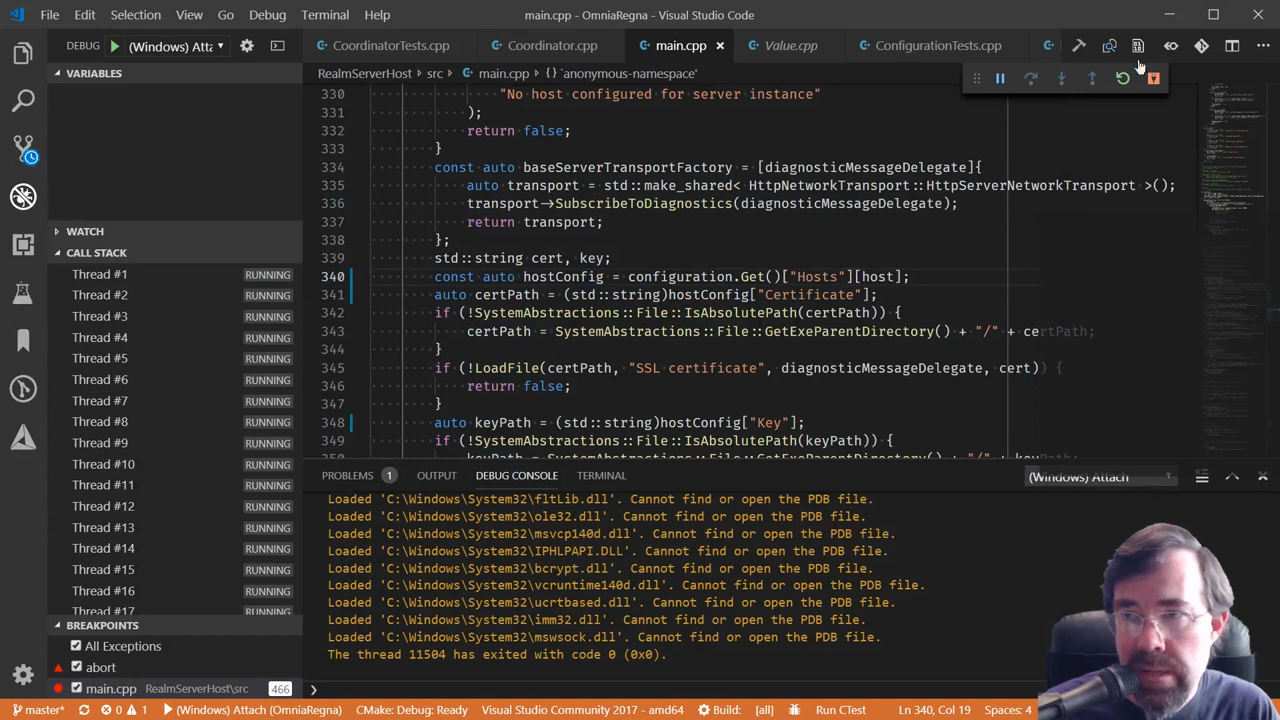 File Edit Selection View Go Debug Terminal Help main.cpp - OmniaRegna - Visual Studio Code
DEBUG (Windows) Atta CoordinatorTests.cpp Coordinator.cpp main.cpp × Value.cpp ConfigurationTests.cpp
VARIABLES
WATCH
CALL STACK
Thread #1 RUNNING
Thread #2 RUNNING
Thread #3 RUNNING
Thread #4 RUNNING
Thread #5 RUNNING
Thread #6 RUNNING
Thread #7 RUNNING
Thread #8 RUNNING
Thread #9 RUNNING
Thread #10 RUNNING
Thread #11 RUNNING
Thread #12 RUNNING
Thread #13 RUNNING
Thread #14 RUNNING
Thread #15 RUNNING
Thread #16 RUNNING
Thread #17 RUNNING
BREAKPOINTS
All Exceptions
abort
main.cpp RealmServerHost\src 466
RealmServerHost › src › main.cpp › {} `anonymous-namespace'
330 "No host configured for server instance"
331 );
332 return false;
333 }
334 const auto baseServerTransportFactory = [diagnosticMessageDelegate]{
335 auto transport = std::make_shared< HttpNetworkTransport::HttpServerNetworkTransport >();
336 transport->SubscribeToDiagnostics(diagnosticMessageDelegate);
337 return transport;
338 };
339 std::string cert, key;
340 const auto hostConfig = configuration.Get()["Hosts"][host];
341 auto certPath = (std::string)hostConfig["Certificate"];
342 if (!SystemAbstractions::File::IsAbsolutePath(certPath)) {
343 certPath = SystemAbstractions::File::GetExeParentDirectory() + "/" + certPath;
344 }
345 if (!LoadFile(certPath, "SSL certificate", diagnosticMessageDelegate, cert)) {
346 return false;
347 }
348 auto keyPath = (std::string)hostConfig["Key"];
349 if (!SystemAbstractions::File::IsAbsolutePath(keyPath)) {
PROBLEMS 1 OUTPUT DEBUG CONSOLE TERMINAL (Windows) Attach
Loaded 'C:\Windows\System32\fltLib.dll'. Cannot find or open the PDB file.
Loaded 'C:\Windows\System32\ole32.dll'. Cannot find or open the PDB file.
Loaded 'C:\Windows\System32\msvcp140d.dll'. Cannot find or open the PDB file.
Loaded 'C:\Windows\System32\IPHLPAPI.DLL'. Cannot find or open the PDB file.
Loaded 'C:\Windows\System32\bcrypt.dll'. Cannot find or open the PDB file.
Loaded 'C:\Windows\System32\vcruntime140d.dll'. Cannot find or open the PDB file.
Loaded 'C:\Windows\System32\ucrtbased.dll'. Cannot find or open the PDB file.
Loaded 'C:\Windows\System32\imm32.dll'. Cannot find or open the PDB file.
Loaded 'C:\Windows\System32\mswsock.dll'. Cannot find or open the PDB file.
The thread 11504 has exited with code 0 (0x0).
master* 0 1 (Windows) Attach (OmniaRegna) CMake: Debug: Ready Visual Studio Community 2017 - amd64 Build: [all] Run CTest Ln 340, Col 19 Spaces: 4